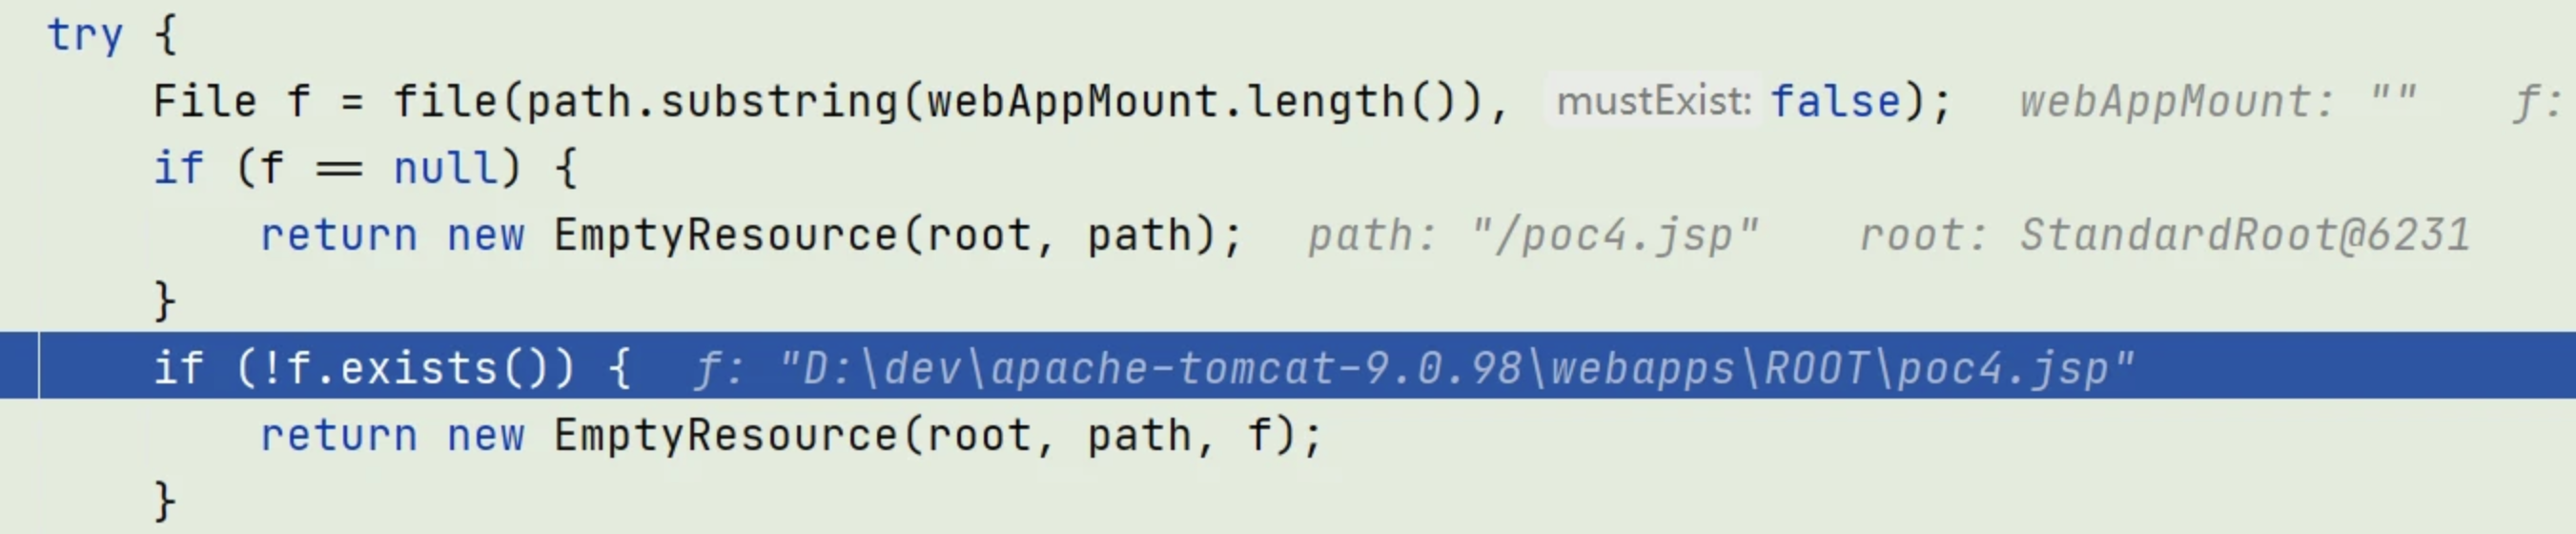 try {
File f = file(path.substring(webAppMount.length()), mustExist: false); webAppMount: "" f:
if (f == null) {
return new EmptyResource(root, path); path: "/poc4.jsp" root: StandardRoot@6231
}
if (!f.exists()) { f: "D:\dev\apache-tomcat-9.0.98\webapps\ROOT\poc4.jsp"
return new EmptyResource(root, path, f);
}